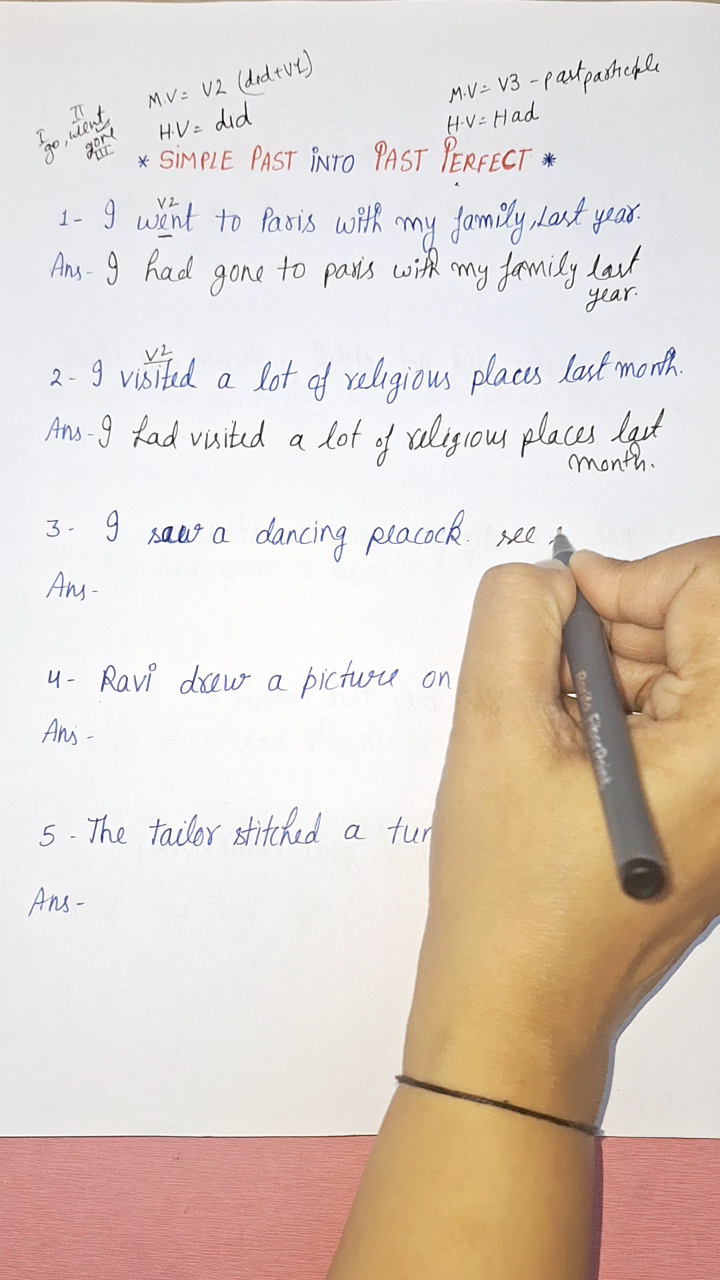 M.V = V2 (did+V1)
H.V = did
M.V = V3 - past participle
H.V = Had
I II
go, went
gone
III
* SIMPLE PAST INTO PAST PERFECT *
V2
1- I went to Paris with my family, Last year.
Ans- I had gone to paris with my family last
year.
V2
2- I visited a lot of religious places last month.
Ans- I had visited a lot of religious places last
month.
3- I saw a dancing peacock. see
Ans-
4- Ravi drew a picture on
Ans-
5- The tailor stitched a
Ans-